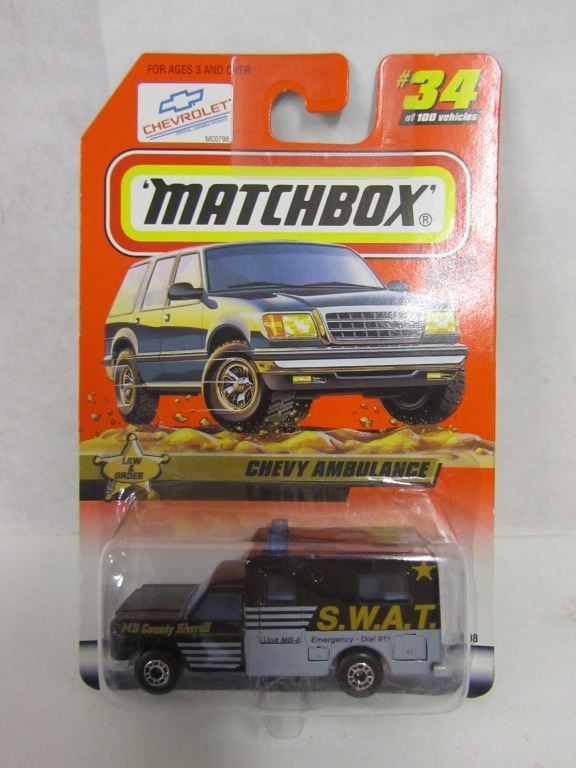 FOR AGES 3 AND OVER
CHEVROLET
MC0798
#34
of 100 vehicles
'MATCHBOX'®
LAW & ORDER
CHEVY AMBULANCE
MB County Sheriff
S.W.A.T.
Unit MB-6
Emergency - Dial 911